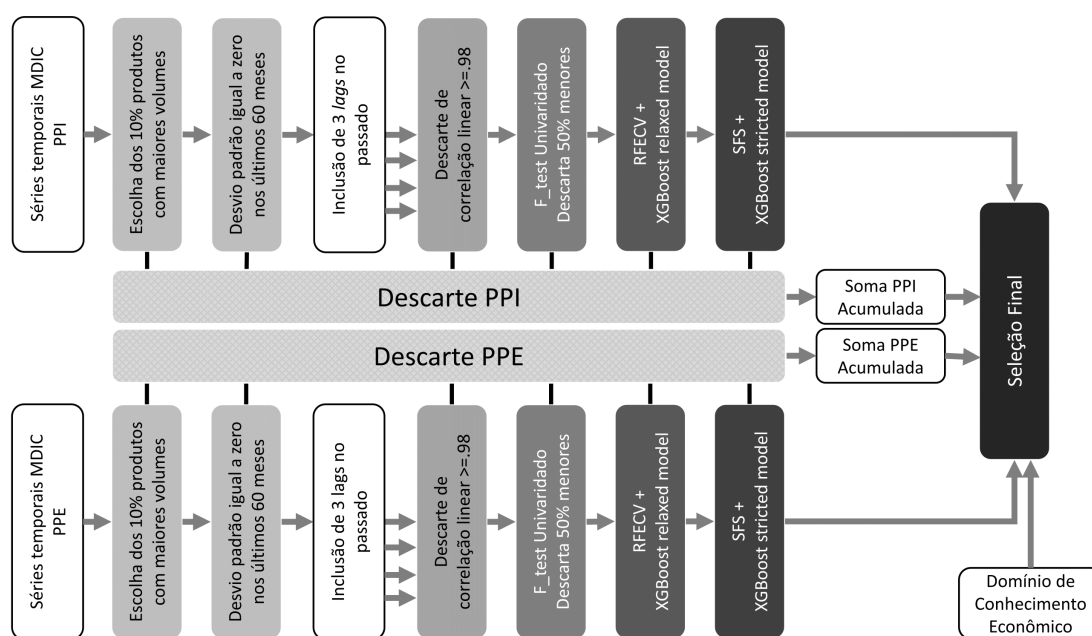 Séries temporais MDIC
PPI
Escolha dos 10% produtos
com maiores volumes
Desvio padrão igual a zero
nos últimos 60 meses
Inclusão de 3 lags no
passado
Descarte de
correlação linear >=.98
F_test Univaridado
Descarta 50% menores
RFECV +
XGBoost relaxed model
SFS +
XGBoost stricted model
Descarte PPI
Soma PPI
Acumulada
Descarte PPE
Soma PPE
Acumulada
Seleção Final
Séries temporais MDIC
PPE
Escolha dos 10% produtos
com maiores volumes
Desvio padrão igual a zero
nos últimos 60 meses
Inclusão de 3 lags no
passado
Descarte de
correlação linear >=.98
F_test Univaridado
Descarta 50% menores
RFECV +
XGBoost relaxed model
SFS +
XGBoost stricted model
Domínio de
Conhecimento
Econômico